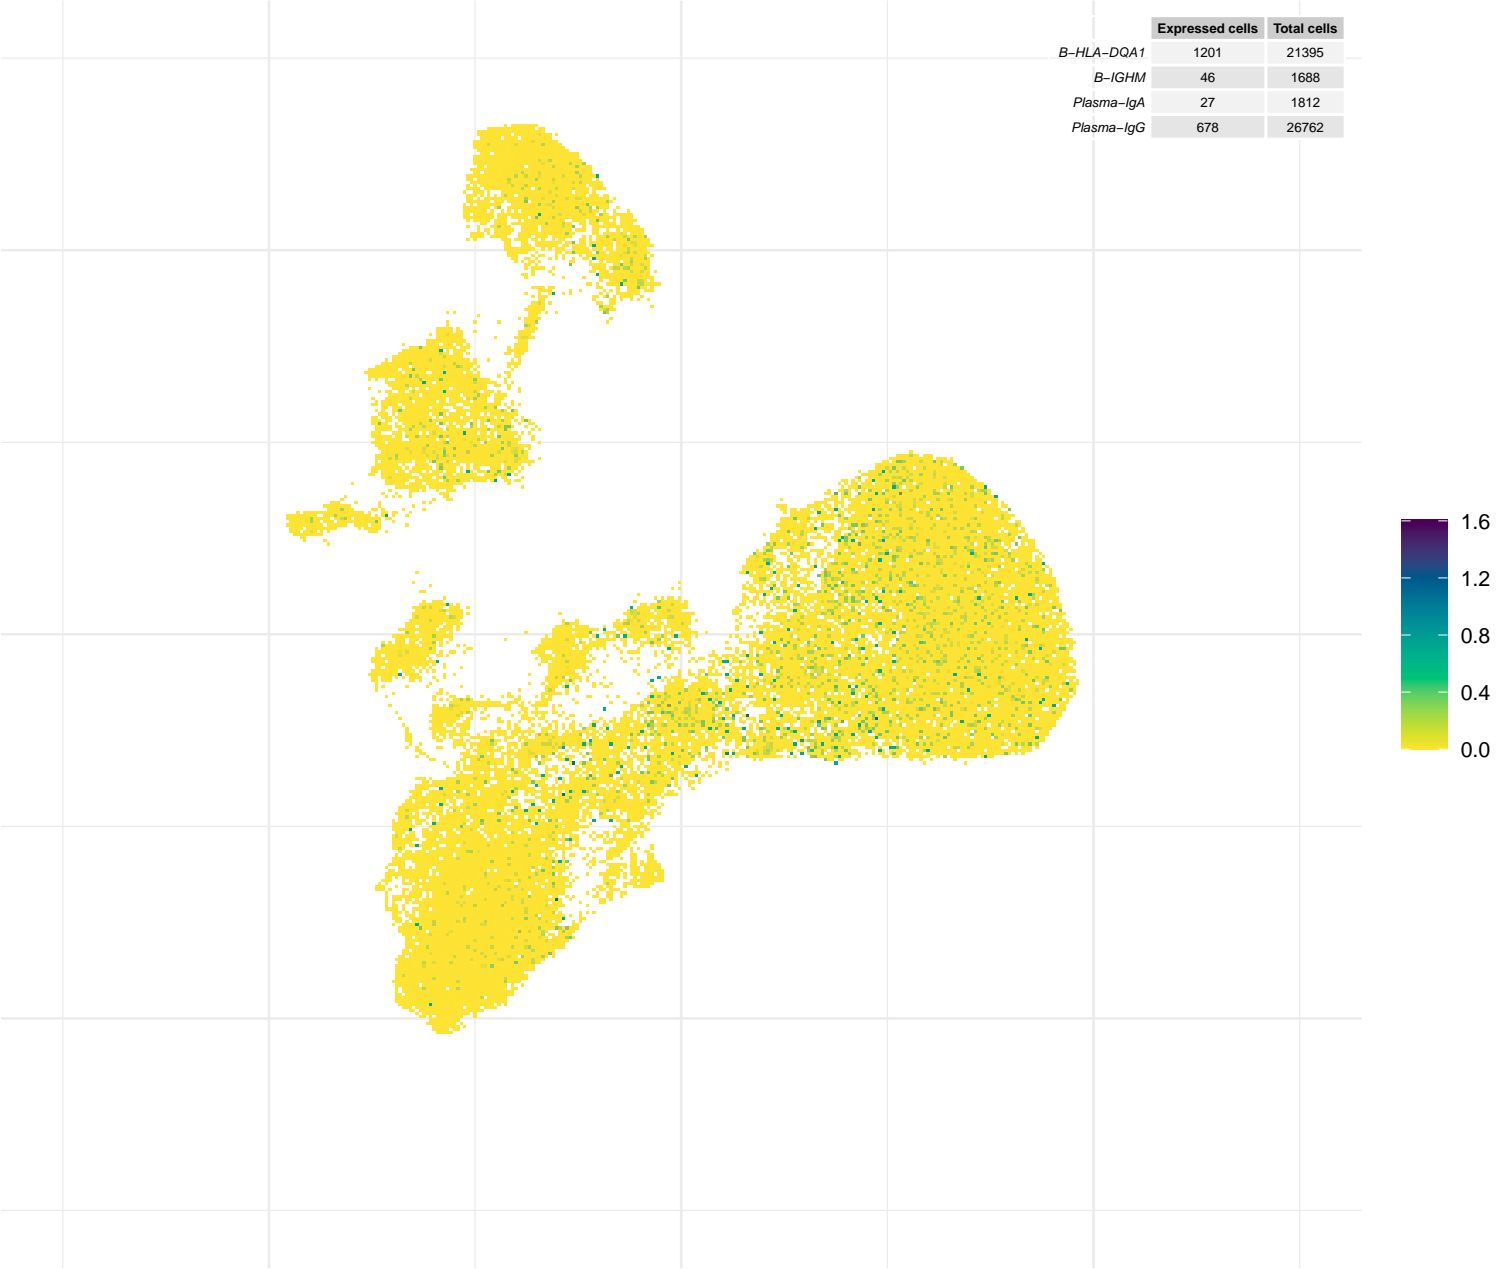 Expressed cells Total cells
B−HLA−DQA1 1201 21395
B−IGHM 46 1688
Plasma−IgA 27 1812
Plasma−IgG 678 26762
1.6
1.2
0.8
0.4
0.0